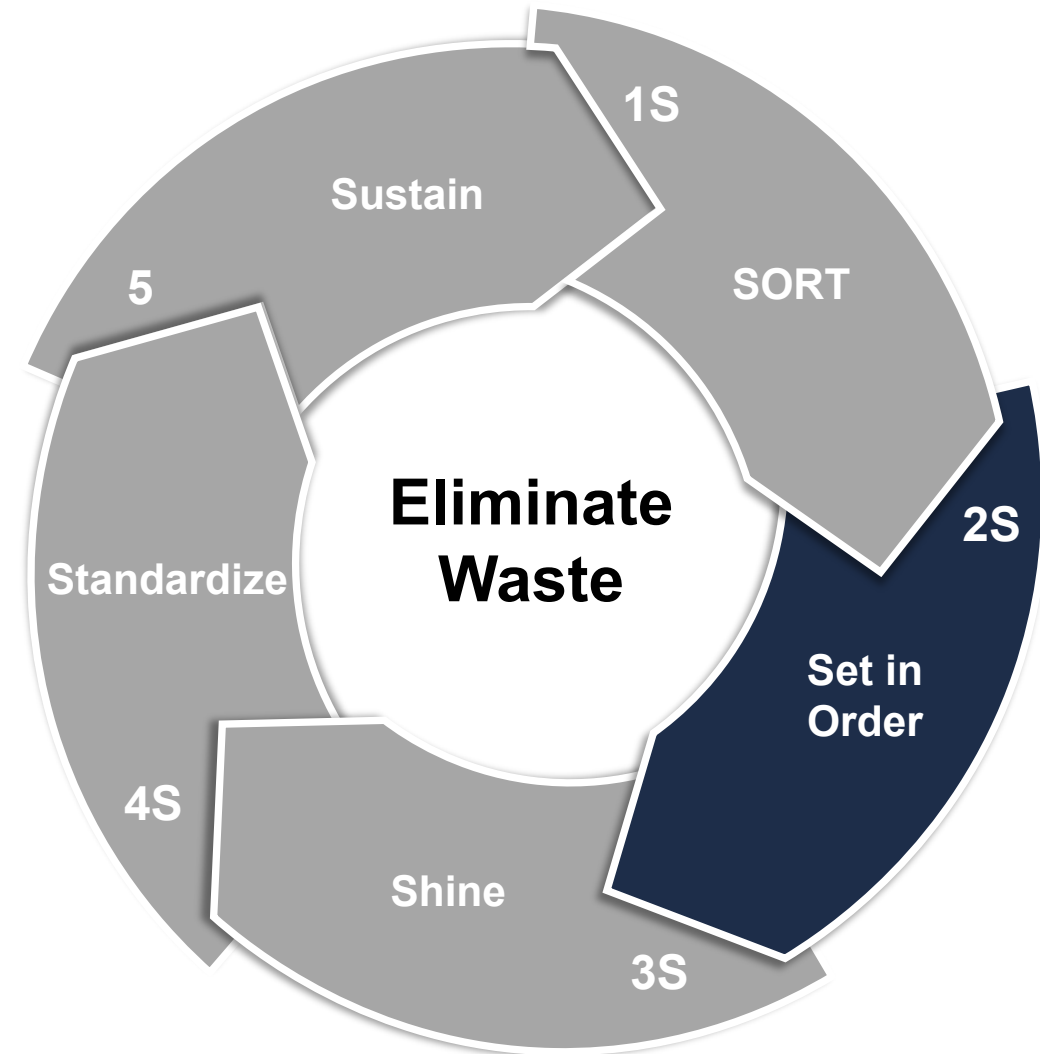 1S
SORT
2S
Set in
Order
3S
Shine
4S
Standardize
5
Sustain
Eliminate
Waste